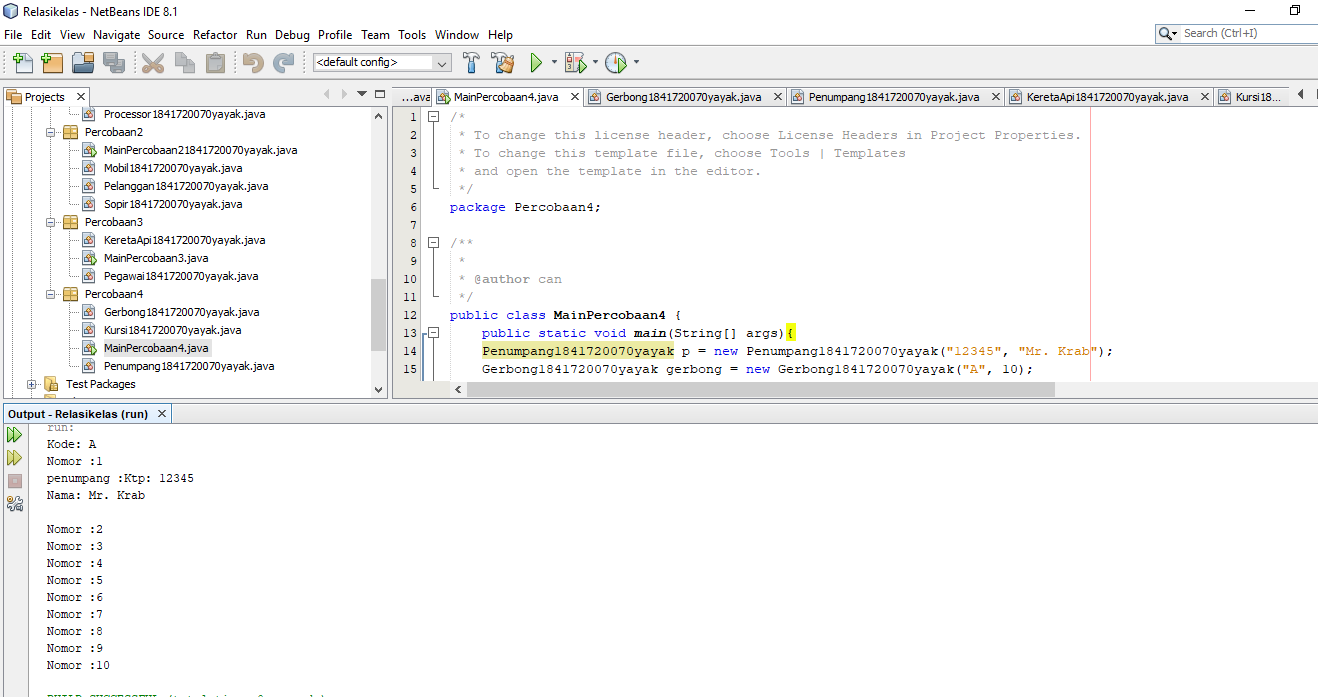 Relasikelas - NetBeans IDE 8.1
File Edit View Navigate Source Refactor Run Debug Profile Team Tools Window Help
Search (Ctrl+I)
<default config>
Projects
...ava MainPercobaan4.java Gerbong1841720070yayak.java Penumpang1841720070yayak.java KeretaApi1841720070yayak.java Kursi18...
Processor1841720070yayak.java
Percobaan2
MainPercobaan21841720070yayak.java
Mobil1841720070yayak.java
Pelanggan1841720070yayak.java
Sopir1841720070yayak.java
Percobaan3
KeretaApi1841720070yayak.java
MainPercobaan3.java
Pegawai1841720070yayak.java
Percobaan4
Gerbong1841720070yayak.java
Kursi1841720070yayak.java
MainPercobaan4.java
Penumpang1841720070yayak.java
Test Packages
1 /*
2 * To change this license header, choose License Headers in Project Properties.
3 * To change this template file, choose Tools | Templates
4 * and open the template in the editor.
5 */
6 package Percobaan4;
7
8 /**
9 *
10 * @author can
11 */
12 public class MainPercobaan4 {
13 public static void main(String[] args){
14 Penumpang1841720070yayak p = new Penumpang1841720070yayak("12345", "Mr. Krab");
15 Gerbong1841720070yayak gerbong = new Gerbong1841720070yayak("A", 10);
Output - Relasikelas (run)
run:
Kode: A
Nomor :1
penumpang :Ktp: 12345
Nama: Mr. Krab
Nomor :2
Nomor :3
Nomor :4
Nomor :5
Nomor :6
Nomor :7
Nomor :8
Nomor :9
Nomor :10
BUILD SUCCESSFUL